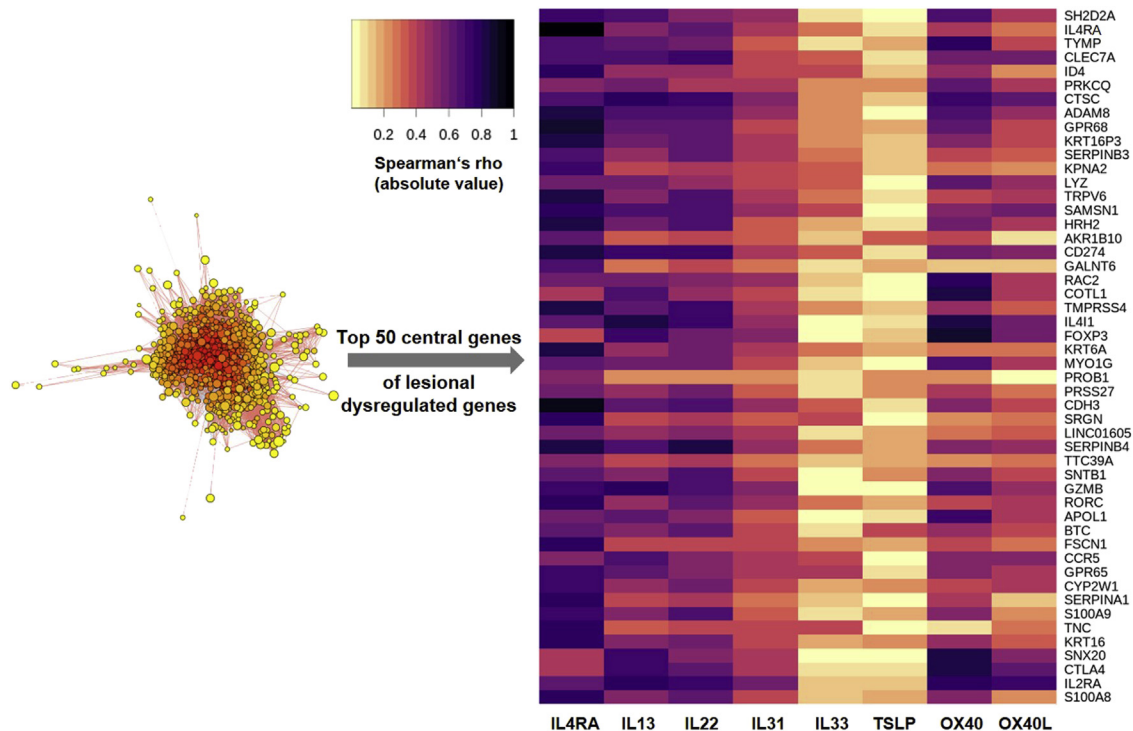 0.2 0.4 0.6 0.8 1
Spearman‘s rho
(absolute value)
Top 50 central genes
of lesional
dysregulated genes
SH2D2A
IL4RA
TYMP
CLEC7A
ID4
PRKCQ
CTSC
ADAM8
GPR68
KRT16P3
SERPINB3
KPNA2
LYZ
TRPV6
SAMSN1
HRH2
AKR1B10
CD274
GALNT6
RAC2
COTL1
TMPRSS4
IL4I1
FOXP3
KRT6A
MYO1G
PROB1
PRSS27
CDH3
SRGN
LINC01605
SERPINB4
TTC39A
SNTB1
GZMB
RORC
APOL1
BTC
FSCN1
CCR5
GPR65
CYP2W1
SERPINA1
S100A9
TNC
KRT16
SNX20
CTLA4
IL2RA
S100A8
IL4RA IL13 IL22 IL31 IL33 TSLP OX40 OX40L